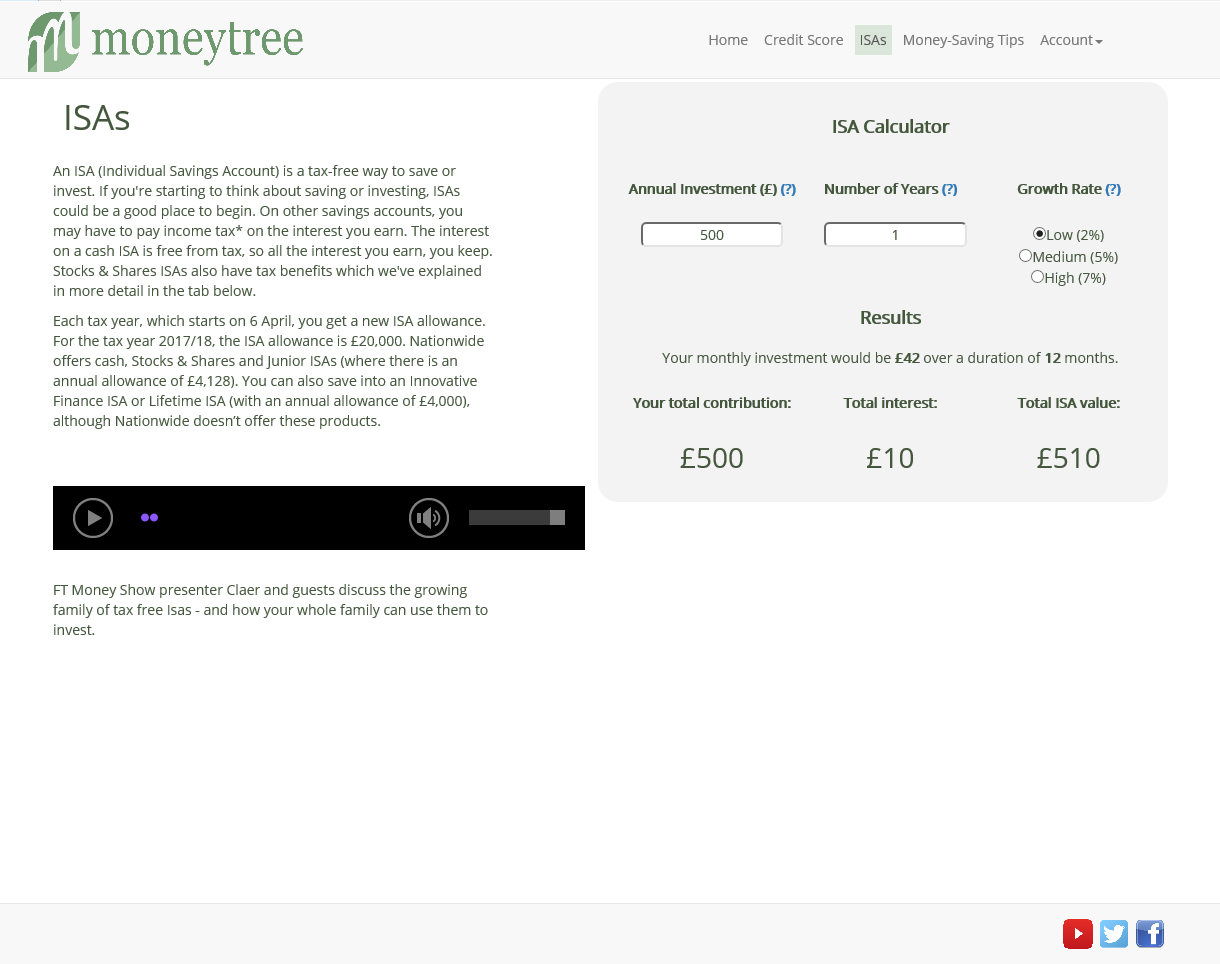 moneytree
Home Credit Score ISAs Money-Saving Tips Account
ISAs
An ISA (Individual Savings Account) is a tax-free way to save or
invest. If you're starting to think about saving or investing, ISAs
could be a good place to begin. On other savings accounts, you
may have to pay income tax* on the interest you earn. The interest
on a cash ISA is free from tax, so all the interest you earn, you keep.
Stocks & Shares ISAs also have tax benefits which we've explained
in more detail in the tab below.
Each tax year, which starts on 6 April, you get a new ISA allowance.
For the tax year 2017/18, the ISA allowance is £20,000. Nationwide
offers cash, Stocks & Shares and Junior ISAs (where there is an
annual allowance of £4,128). You can also save into an Innovative
Finance ISA or Lifetime ISA (with an annual allowance of £4,000),
although Nationwide doesn’t offer these products.
FT Money Show presenter Claer and guests discuss the growing
family of tax free Isas - and how your whole family can use them to
invest.
ISA Calculator
Annual Investment (£) (?) Number of Years (?) Growth Rate (?)
500 1 Low (2%)
Medium (5%)
High (7%)
Results
Your monthly investment would be £42 over a duration of 12 months.
Your total contribution: Total interest: Total ISA value:
£500 £10 £510